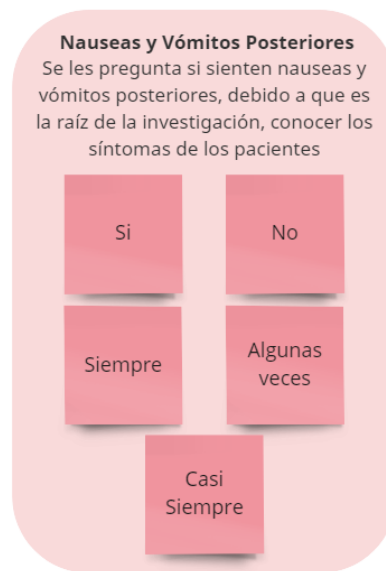 Nauseas y Vómitos Posteriores
Se les pregunta si sienten nauseas y
vómitos posteriores, debido a que es
la raíz de la investigación, conocer los
síntomas de los pacientes
Si
No
Siempre
Algunas
veces
Casi
Siempre